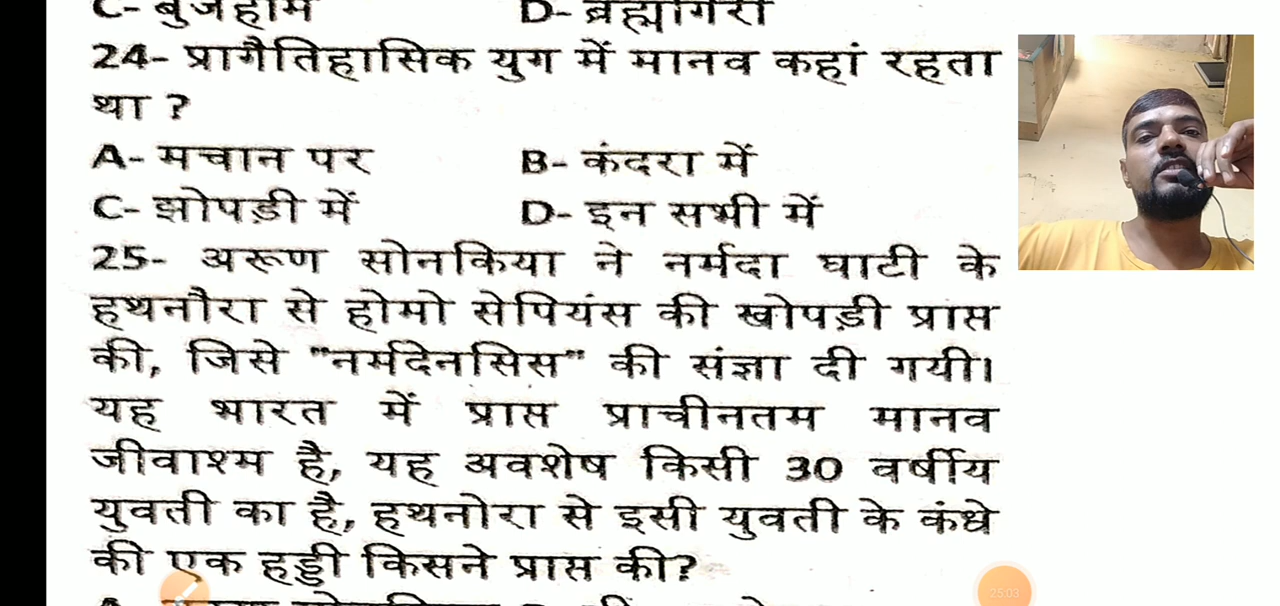 C- बुर्जहोम D- ब्रह्मगिरी
24- प्रागैतिहासिक युग में मानव कहां रहता
था ?
A- मचान पर B- कंदरा में
C- झोपड़ी में D- इन सभी में
25- अरूण सोनकिया ने नर्मदा घाटी के
हथनौरा से होमो सेपियंस की खोपड़ी प्राप्त
की, जिसे "नर्मदेनसिस" की संज्ञा दी गयी।
यह भारत में प्राप्त प्राचीनतम मानव
जीवाश्म है, यह अवशेष किसी 30 वर्षीय
युवती का है, हथनोरा से इसी युवती के कंधे
की एक हड्डी किसने प्राप्त की?
25:03